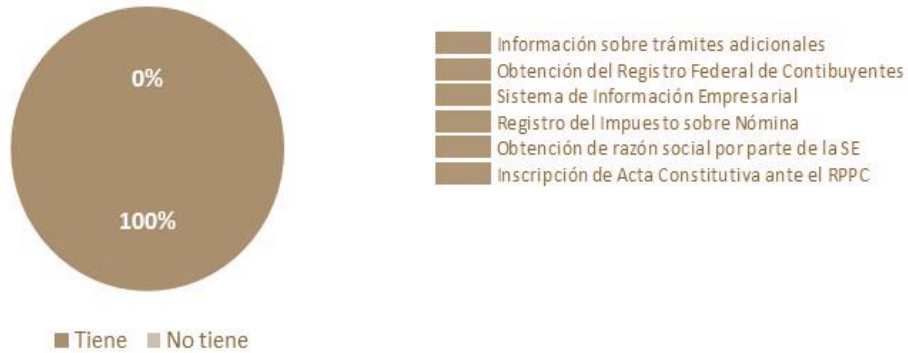 0%
100%
Tiene No tiene
Información sobre trámites adicionales
Obtención del Registro Federal de Contibuyentes
Sistema de Información Empresarial
Registro del Impuesto sobre Nómina
Obtención de razón social por parte de la SE
Inscripción de Acta Constitutiva ante el RPPC